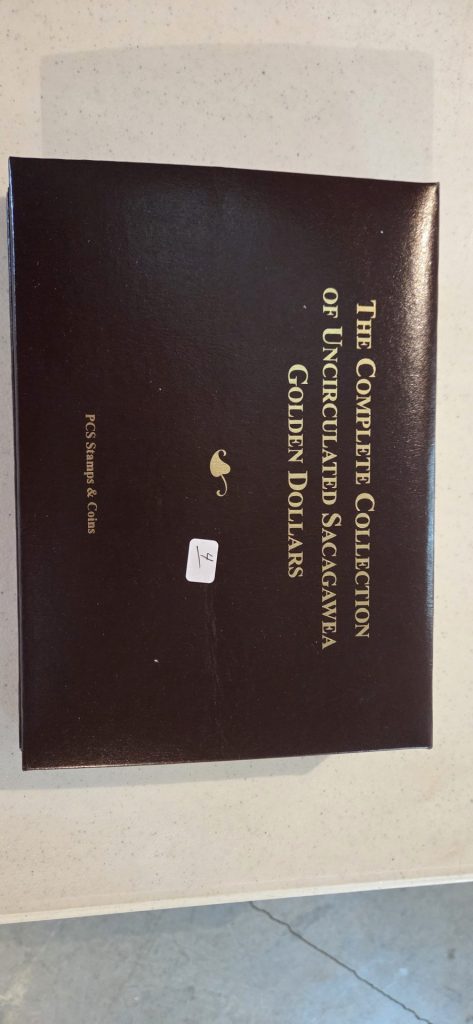 THE COMPLETE COLLECTION
OF UNCIRCULATED SACAGAWEA
GOLDEN DOLLARS
4
PCS Stamps & Coins